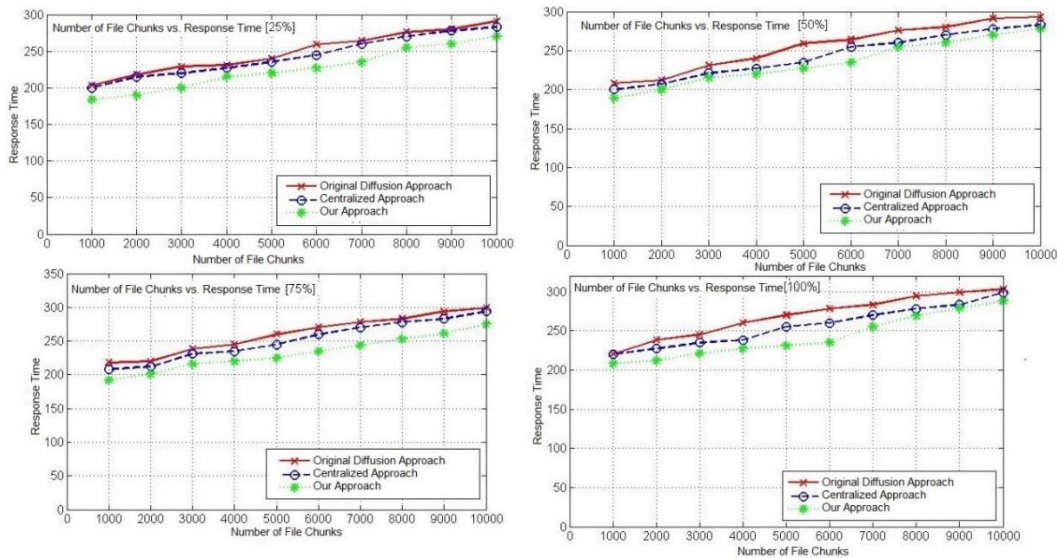 Number of File Chunks vs. Response Time [25%]
Response Time
300
250
200
150
100
50
0
Original Diffusion Approach
Centralized Approach
Our Approach
0 1000 2000 3000 4000 5000 6000 7000 8000 9000 10000
Number of File Chunks
Number of File Chunks vs. Response Time [50%]
Response Time
300
250
200
150
100
50
0
Original Diffusion Approach
Centralized Approach
Our Approach
0 1000 2000 3000 4000 5000 6000 7000 8000 9000 10000
Number of File Chunks
Number of File Chunks vs. Response Time [75%]
Response Time
350
300
250
200
150
100
50
0
Original Diffusion Approach
Centralized Approach
Our Approach
0 1000 2000 3000 4000 5000 6000 7000 8000 9000 10000
Number of File Chunks
Number of File Chunks vs. Response Time[100%]
Response Time
300
250
200
150
100
50
0
Original Diffusion Approach
Centralized Approach
Our Approach
0 1000 2000 3000 4000 5000 6000 7000 8000 9000 10000
Number of File Chunks